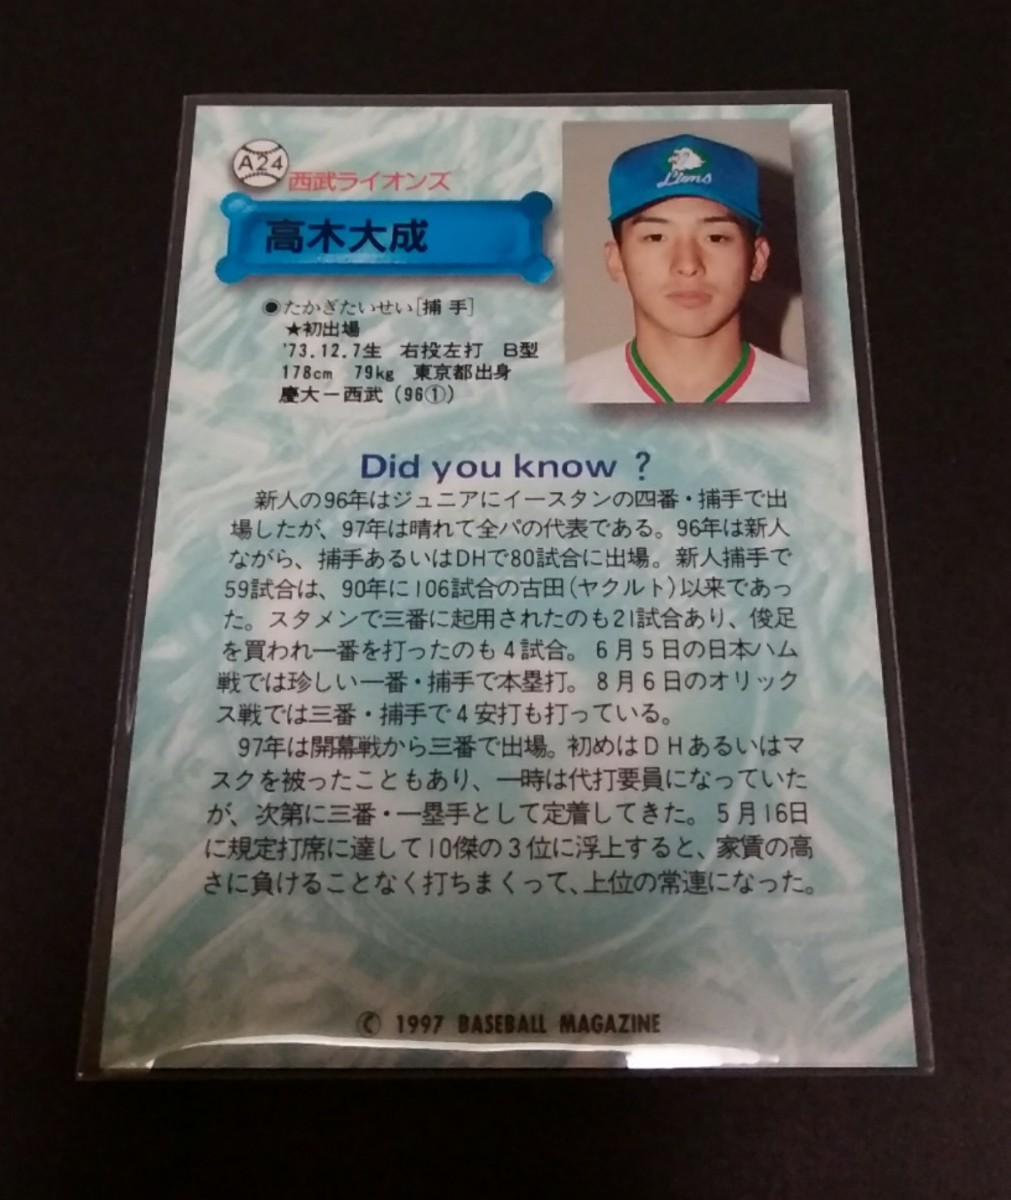 A24
西武ライオンズ
Lions
高木大成
●たかぎたいせい[捕手]
★初出場
'73.12.7生 右投左打 B型
178cm 79kg 東京都出身
慶大－西武（96①）
Did you know ?
新人の96年はジュニアにイースタンの四番・捕手で出
場したが、97年は晴れて全パの代表である。96年は新人
ながら、捕手あるいはDHで80試合に出場。新人捕手で
59試合は、90年に106試合の古田(ヤクルト)以来であっ
た。スタメンで三番に起用されたのも21試合あり、俊足
を買われ一番を打ったのも4試合。6月5日の日本ハム
戦では珍しい一番・捕手で本塁打。8月6日のオリック
ス戦では三番・捕手で4安打も打っている。
97年は開幕戦から三番で出場。初めはDHあるいはマ
スクを被ったこともあり、一時は代打要員になっていた
が、次第に三番・一塁手として定着してきた。5月16日
に規定打席に達して10傑の3位に浮上すると、家賃の高
さに負けることなく打ちまくって、上位の常連になった。
© 1997 BASEBALL MAGAZINE